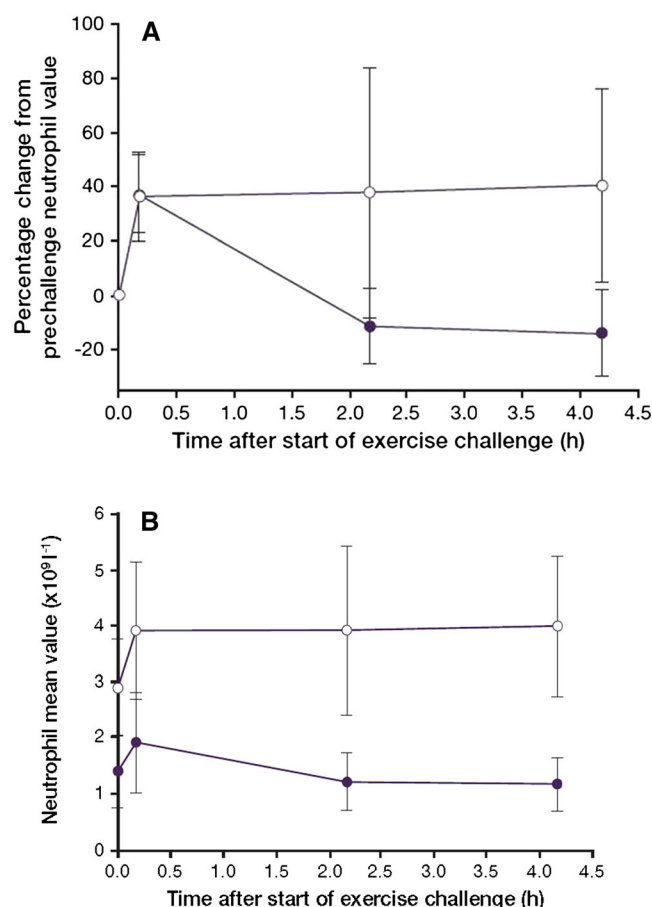 A
100
80
60
40
20
0
-20
Percentage change from
prechallenge neutrophil value
0.0 0.5 1.0 1.5 2.0 2.5 3.0 3.5 4.0 4.5
Time after start of exercise challenge (h)
B
6
5
4
3
2
1
0
Neutrophil mean value (x10⁹ l⁻¹)
0.0 0.5 1.0 1.5 2.0 2.5 3.0 3.5 4.0 4.5
Time after start of exercise challenge (h)